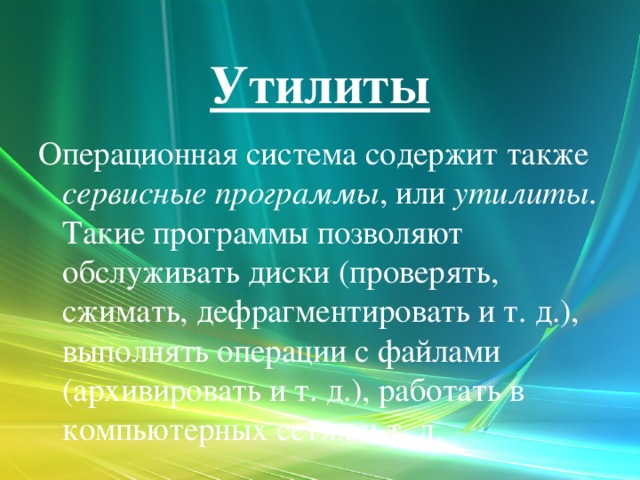 Утилиты
Операционная система содержит также
сервисные программы, или утилиты.
Такие программы позволяют
обслуживать диски (проверять,
сжимать, дефрагментировать и т. д.),
выполнять операции с файлами
(архивировать и т. д.), работать в
компьютерных сетях и т. д.